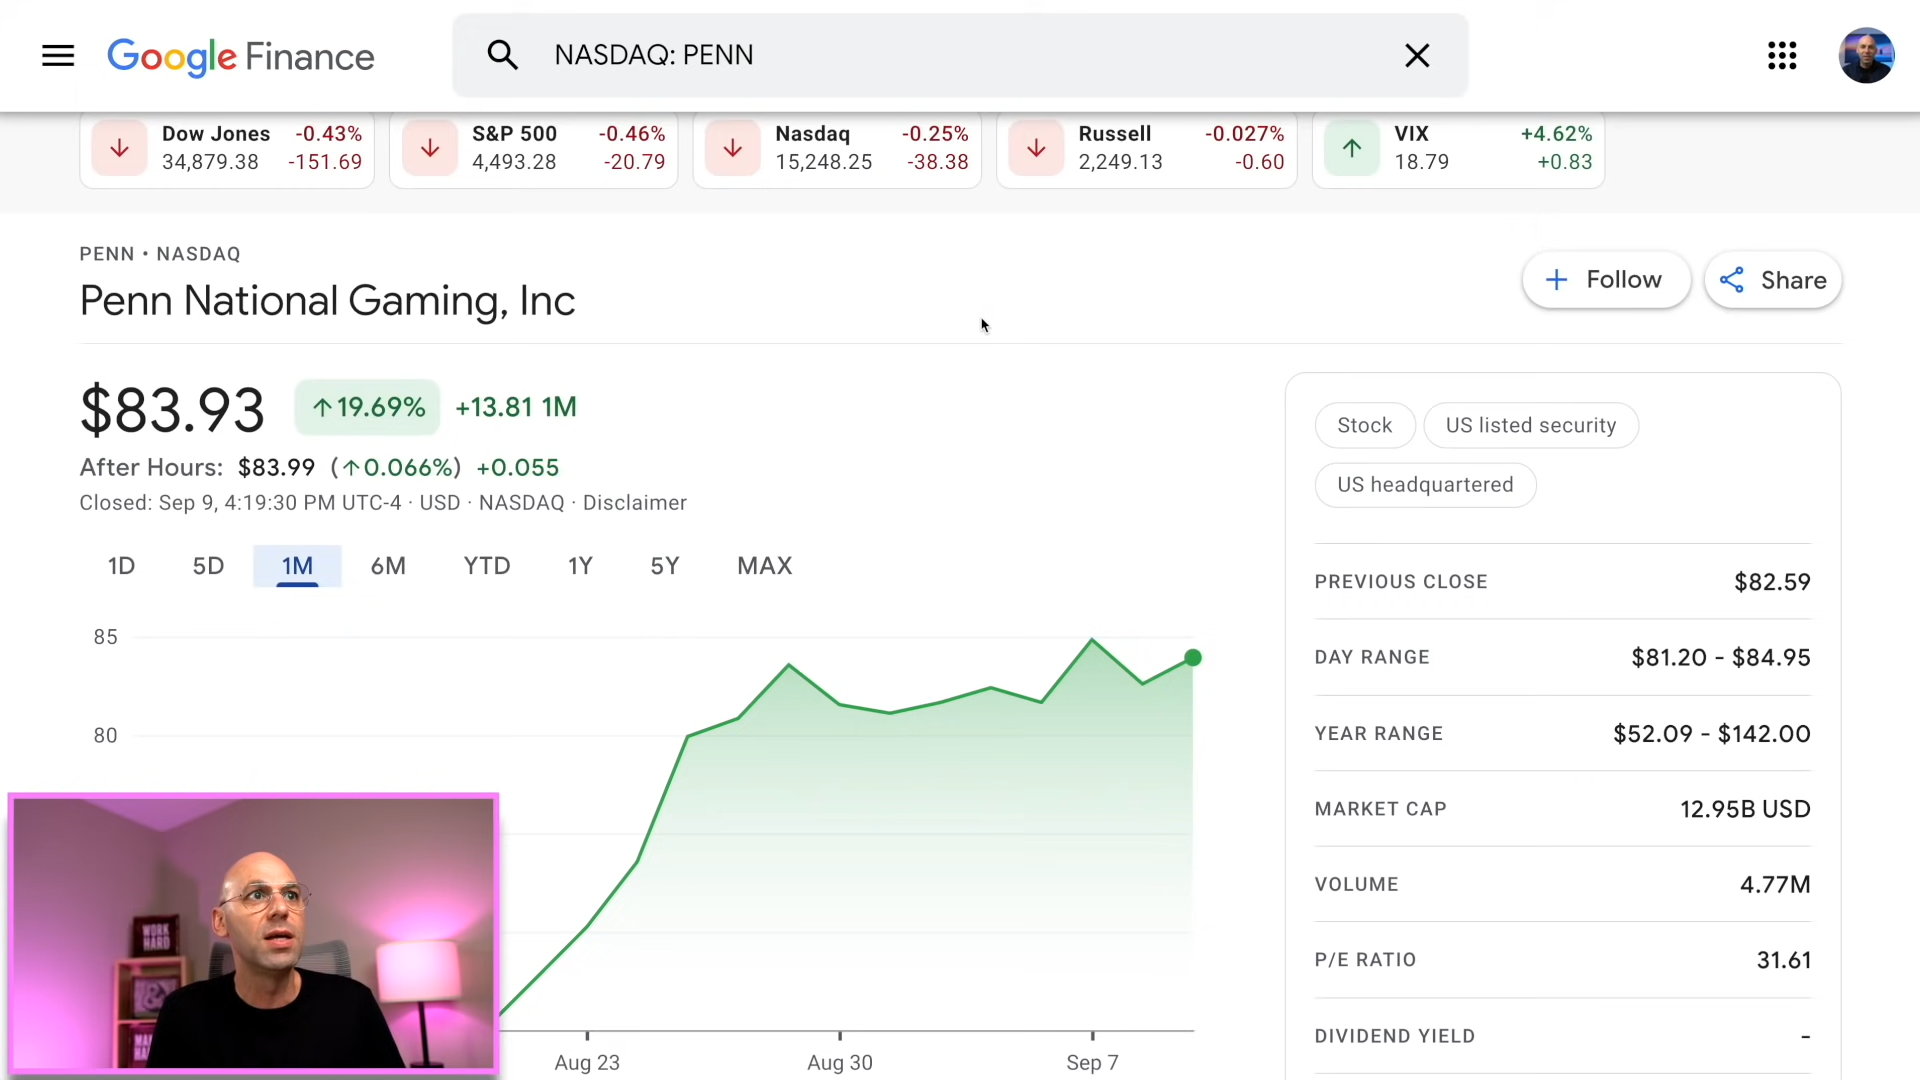 Google Finance
NASDAQ: PENN
Dow Jones -0.43%
34,879.38 -151.69
S&P 500 -0.46%
4,493.28 -20.79
Nasdaq -0.25%
15,248.25 -38.38
Russell -0.027%
2,249.13 -0.60
VIX +4.62%
18.79 +0.83
PENN • NASDAQ
Penn National Gaming, Inc
Follow
Share
$83.93 ↑19.69% +13.81 1M
After Hours: $83.99 (↑0.066%) +0.055
Closed: Sep 9, 4:19:30 PM UTC-4 · USD · NASDAQ · Disclaimer
1D 5D 1M 6M YTD 1Y 5Y MAX
85
80
Aug 23 Aug 30 Sep 7
Stock US listed security
US headquartered
PREVIOUS CLOSE $82.59
DAY RANGE $81.20 - $84.95
YEAR RANGE $52.09 - $142.00
MARKET CAP 12.95B USD
VOLUME 4.77M
P/E RATIO 31.61
DIVIDEND YIELD -
WORK
HARD